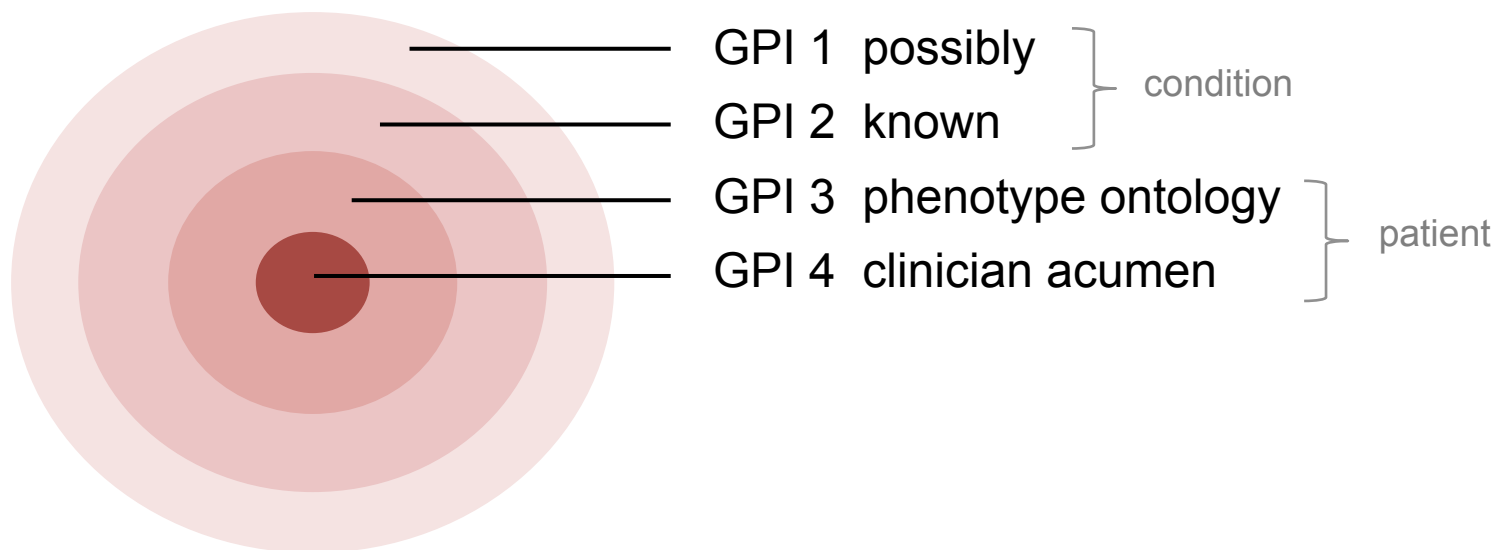 GPI 1 possibly
condition
GPI 2 known
GPI 3 phenotype ontology
patient
GPI 4 clinician acumen